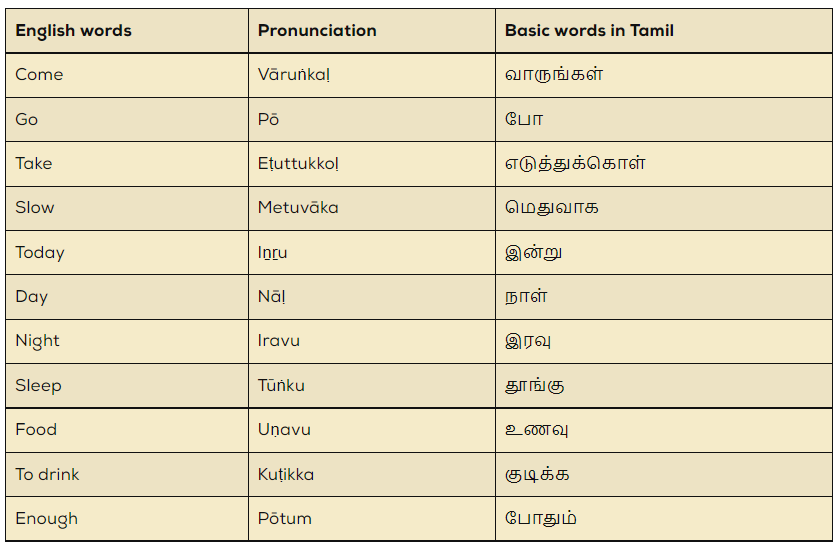 English words Pronunciation Basic words in Tamil
Come Vāruṅkaḷ வாருங்கள்
Go Pō போ
Take Eṭuttukkoḷ எடுத்துக்கொள்
Slow Metuvāka மெதுவாக
Today Iṉṟu இன்று
Day Nāḷ நாள்
Night Iravu இரவு
Sleep Tūṅku தூங்கு
Food Uṇavu உணவு
To drink Kuṭikka குடிக்க
Enough Pōtum போதும்